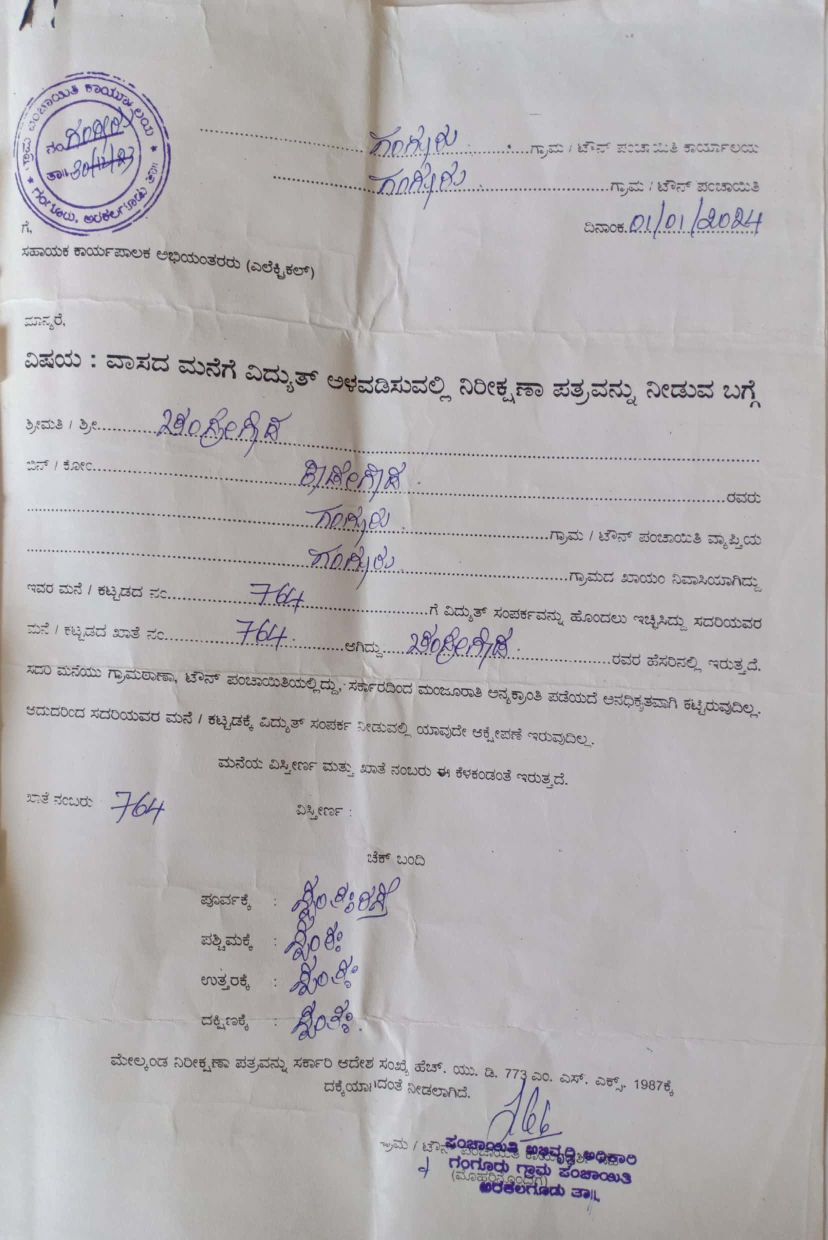 ಗ್ರಾಮ ಪಂಚಾಯಿತಿ ಕಾರ್ಯಾಲಯ
ನಂ
ತಾ॥ 30/12/23
ಗಂಗೂರು, ಅರಕಲಗೂಡು ತಾ॥
ಗಂಗೂರು ಗ್ರಾಮ / ಟೌನ್ ಪಂಚಾಯಿತಿ ಕಾರ್ಯಾಲಯ
ಗಂಗೂರು ಗ್ರಾಮ / ಟೌನ್ ಪಂಚಾಯಿತಿ
ದಿನಾಂಕ. 01/01/2024
ಗೆ,
ಸಹಾಯಕ ಕಾರ್ಯಪಾಲಕ ಅಭಿಯಂತರರು (ಎಲೆಕ್ಟ್ರಿಕಲ್)
ಮಾನ್ಯರೆ,
ವಿಷಯ : ವಾಸದ ಮನೆಗೆ ವಿದ್ಯುತ್ ಅಳವಡಿಸುವಲ್ಲಿ ನಿರೀಕ್ಷಣಾ ಪತ್ರವನ್ನು ನೀಡುವ ಬಗ್ಗೆ
ಶ್ರೀಮತಿ / ಶ್ರೀ
ಬಿನ್ / ಕೋಂ ರವರು
ಗಂಗೂರು ಗ್ರಾಮ / ಟೌನ್ ಪಂಚಾಯಿತಿ ವ್ಯಾಪ್ತಿಯ
ಗಂಗೂರು ಗ್ರಾಮದ ಖಾಯಂ ನಿವಾಸಿಯಾಗಿದ್ದು
ಇವರ ಮನೆ / ಕಟ್ಟಡದ ನಂ. 764 ಗೆ ವಿದ್ಯುತ್ ಸಂಪರ್ಕವನ್ನು ಹೊಂದಲು ಇಚ್ಛಿಸಿದ್ದು ಸದರಿಯವರ
ಮನೆ / ಕಟ್ಟಡದ ಖಾತೆ ನಂ. 764 ಆಗಿದ್ದು ರವರ ಹೆಸರಿನಲ್ಲಿ ಇರುತ್ತದೆ.
ಸದರಿ ಮನೆಯು ಗ್ರಾಮಠಾಣಾ, ಟೌನ್ ಪಂಚಾಯಿತಿಯಲ್ಲಿದ್ದು, ಸರ್ಕಾರದಿಂದ ಮಂಜೂರಾತಿ ಅನ್ಯಕ್ರಾಂತಿ ಪಡೆಯದೆ ಅನಧಿಕೃತವಾಗಿ ಕಟ್ಟಿರುವುದಿಲ್ಲ.
ಆದುದರಿಂದ ಸದರಿಯವರ ಮನೆ / ಕಟ್ಟಡಕ್ಕೆ ವಿದ್ಯುತ್ ಸಂಪರ್ಕ ನೀಡುವಲ್ಲಿ ಯಾವುದೇ ಆಕ್ಷೇಪಣೆ ಇರುವುದಿಲ್ಲ.
ಮನೆಯ ವಿಸ್ತೀರ್ಣ ಮತ್ತು ಖಾತೆ ನಂಬರು ಈ ಕೆಳಕಂಡಂತೆ ಇರುತ್ತದೆ.
ಖಾತೆ ನಂಬರು 764 ವಿಸ್ತೀರ್ಣ :
ಚೆಕ್ ಬಂದಿ
ಪೂರ್ವಕ್ಕೆ :
ಪಶ್ಚಿಮಕ್ಕೆ :
ಉತ್ತರಕ್ಕೆ :
ದಕ್ಷಿಣಕ್ಕೆ :
ಮೇಲ್ಕಂಡ ನಿರೀಕ್ಷಣಾ ಪತ್ರವನ್ನು ಸರ್ಕಾರಿ ಆದೇಶ ಸಂಖ್ಯೆ ಹೆಚ್. ಯು. ಡಿ. 773 ಎಂ. ಎಸ್. ಎಕ್ಸ್. 1987ಕ್ಕೆ
ದಂತೆ ನೀಡಲಾಗಿದೆ.
ಗ್ರಾಮ / ಟೌನ್
ಪಂಚಾಯಿತಿ ಅಭಿವೃದ್ಧಿ ಅಧಿಕಾರಿ
ಗಂಗೂರು ಗ್ರಾಮ ಪಂಚಾಯಿತಿ
ಅರಕಲಗೂಡು ತಾ॥